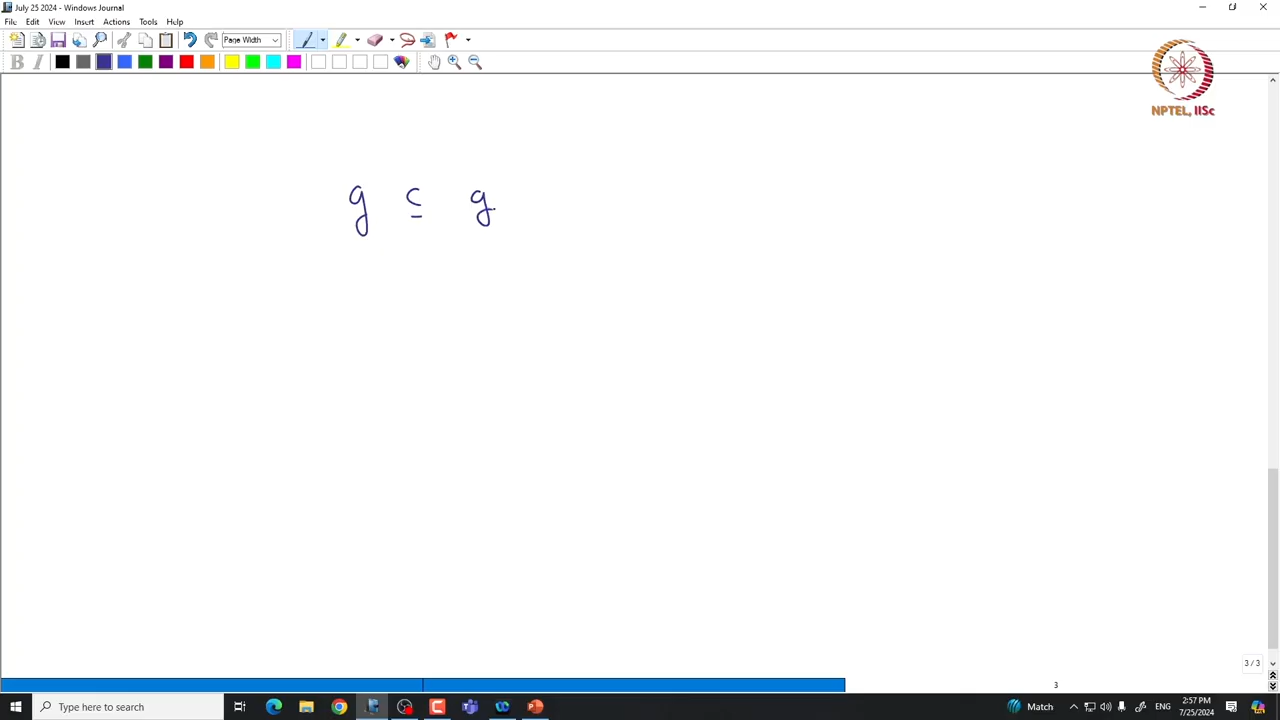 July 25 2024 - Windows Journal
File Edit View Insert Actions Tools Help
Page Width
B I
NPTEL, IISc
g ⊆ g
3 / 3
3
Type here to search
Match
ENG
2:57 PM
7/25/2024